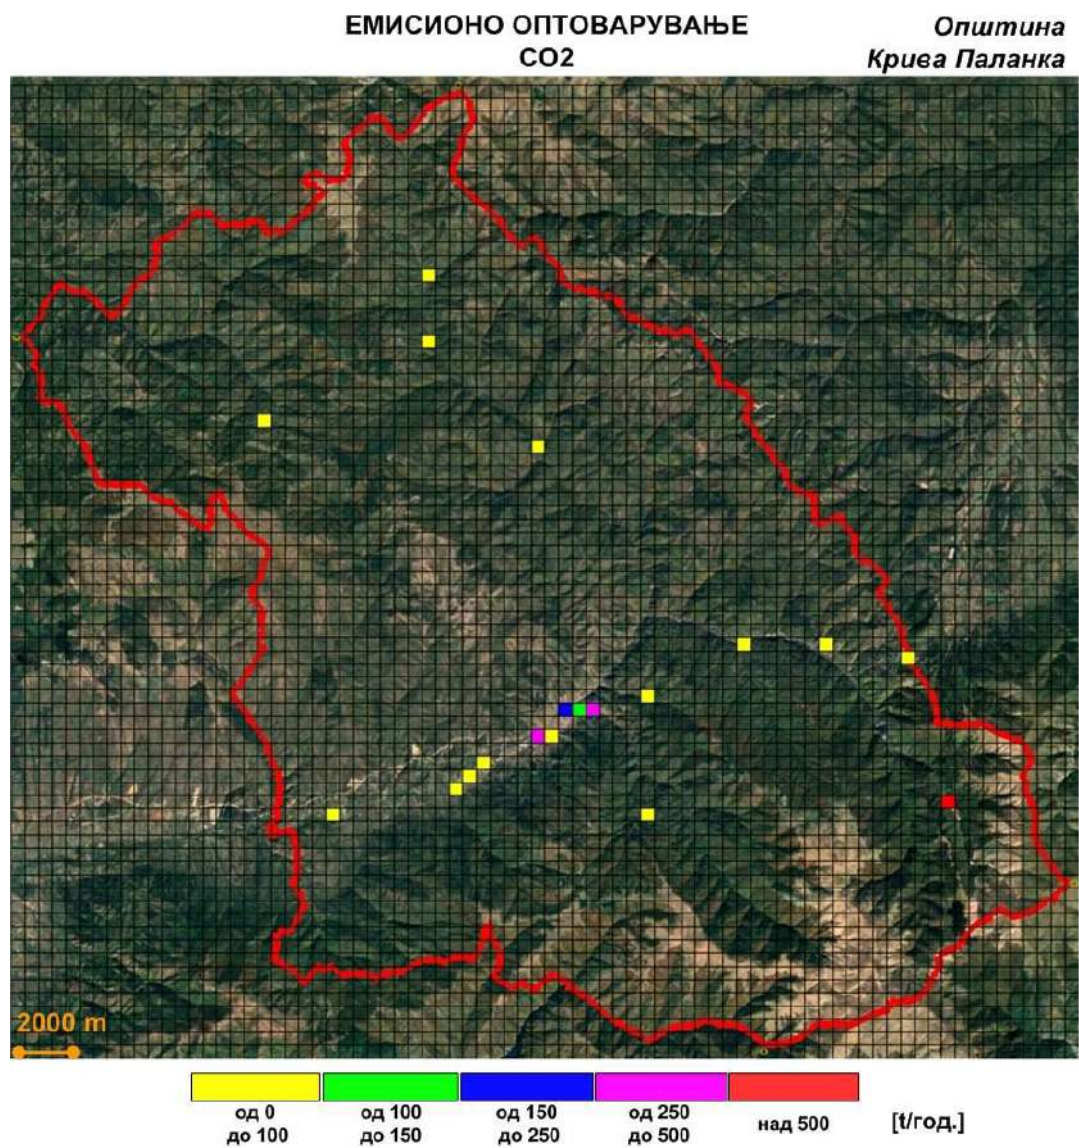 ЕМИСИОНО ОПТОВАРУВАЊЕ
CO2
Општина
Крива Паланка
2000 m
од 0
до 100
од 100
до 150
од 150
до 250
од 250
до 500
над 500
[t/год.]